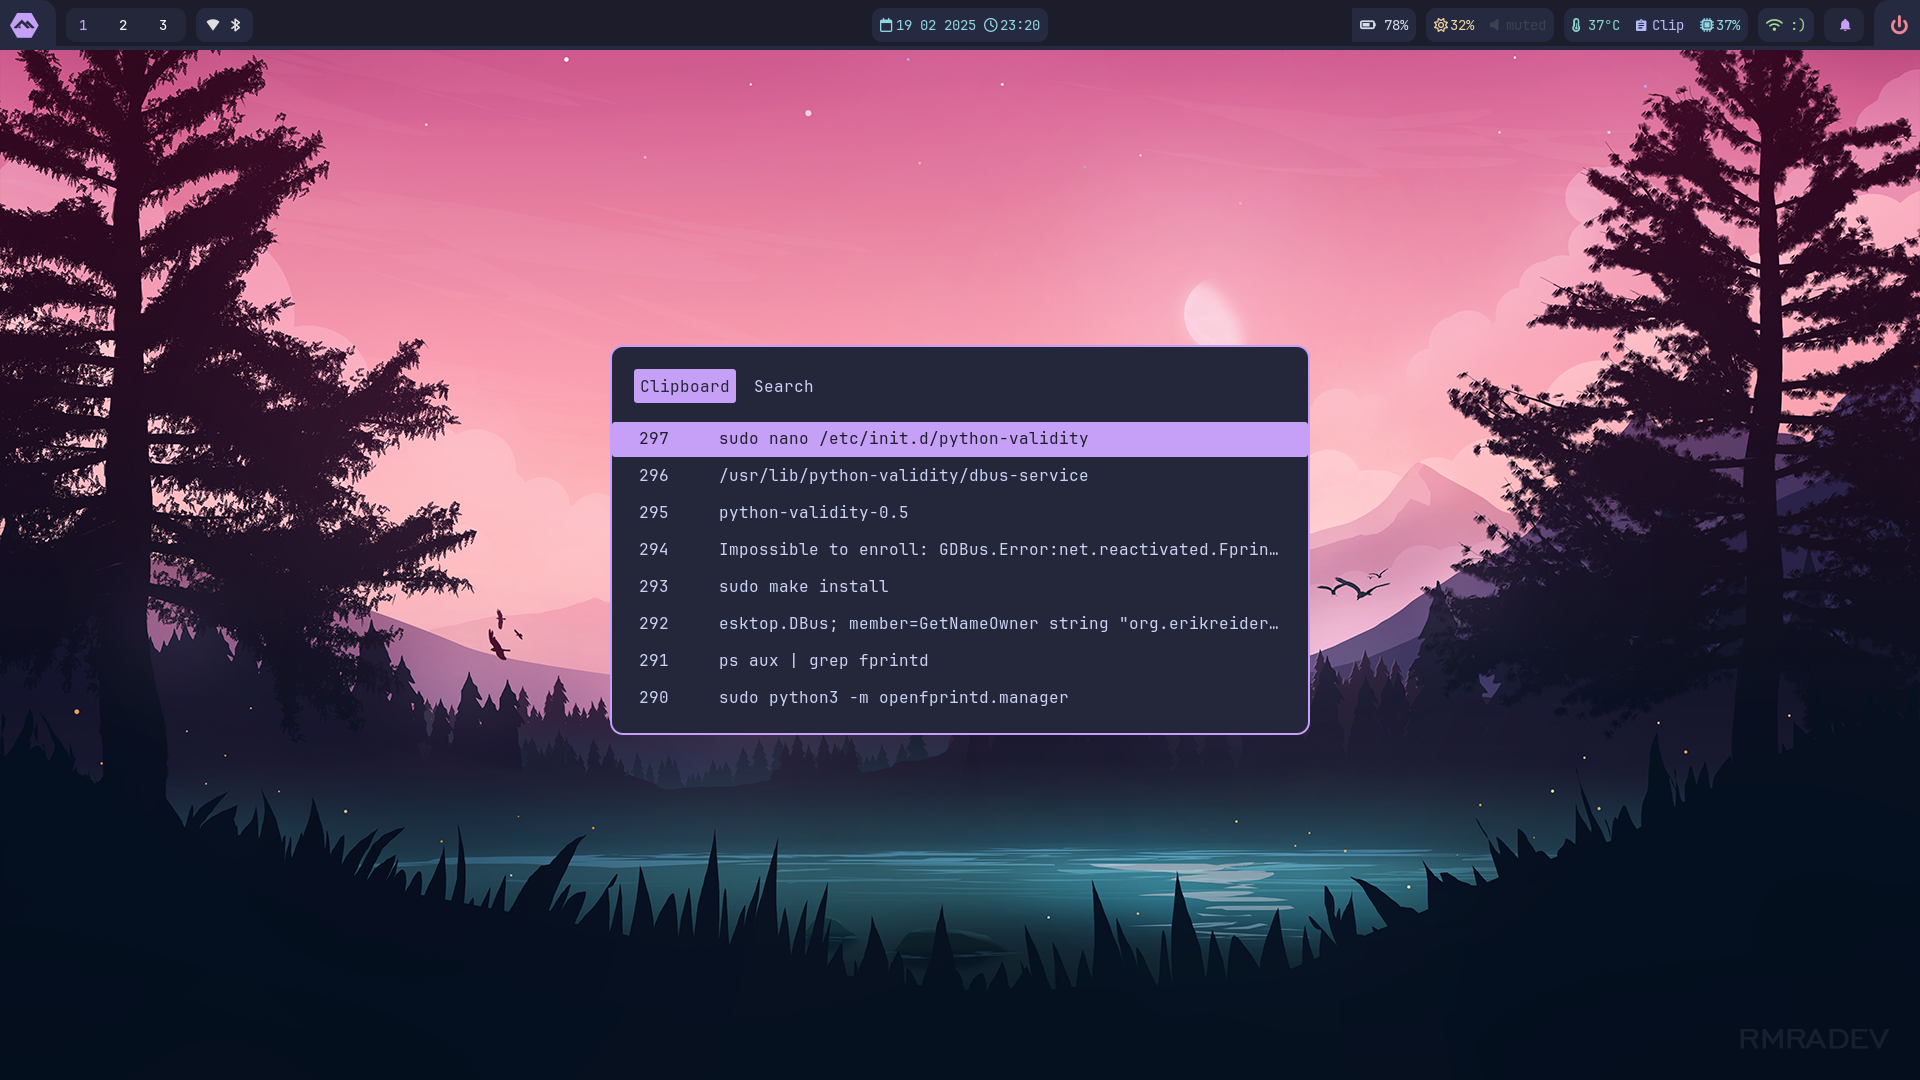 1 2 3
19 02 2025 23:20
78% 32% muted 37°C Clip 37% :)
Clipboard Search
297 sudo nano /etc/init.d/python-validity
296 /usr/lib/python-validity/dbus-service
295 python-validity-0.5
294 Impossible to enroll: GDBus.Error:net.reactivated.Fprin…
293 sudo make install
292 esktop.DBus; member=GetNameOwner string "org.erikreider…
291 ps aux | grep fprintd
290 sudo python3 -m openfprintd.manager
RMRADEV